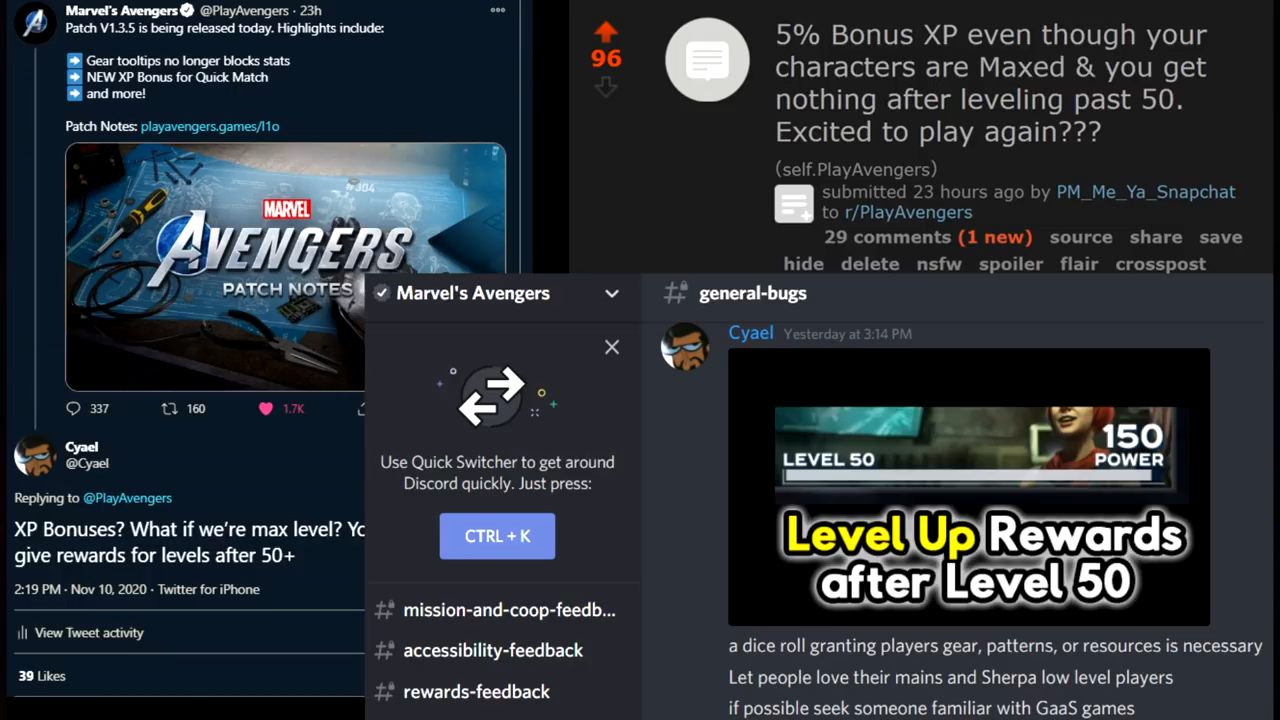 Marvel's Avengers @PlayAvengers · 23h
Patch V1.3.5 is being released today. Highlights include:
Gear tooltips no longer blocks stats
NEW XP Bonus for Quick Match
and more!
Patch Notes: playavengers.games/l1o
304
MARVEL
AVENGERS
PATCH NOTES
337 160 1.7K
Cyael
@Cyael
Replying to @PlayAvengers
XP Bonuses? What if we're max level?
give rewards for levels after 50+
2:19 PM · Nov 10, 2020 · Twitter for iPhone
View Tweet activity
39 Likes
96
5% Bonus XP even though your
characters are Maxed & you get
nothing after leveling past 50.
Excited to play again???
(self.PlayAvengers)
submitted 23 hours ago by PM_Me_Ya_Snapchat
to r/PlayAvengers
29 comments (1 new) source share save
hide delete nsfw spoiler flair crosspost
Marvel's Avengers
Use Quick Switcher to get around
Discord quickly. Just press:
CTRL + K
mission-and-coop-feedb...
accessibility-feedback
rewards-feedback
general-bugs
Cyael Yesterday at 3:14 PM
LEVEL 50
150
POWER
Level Up Rewards
after Level 50
a dice roll granting players gear, patterns, or resources is necessary
Let people love their mains and Sherpa low level players
if possible seek someone familiar with GaaS games